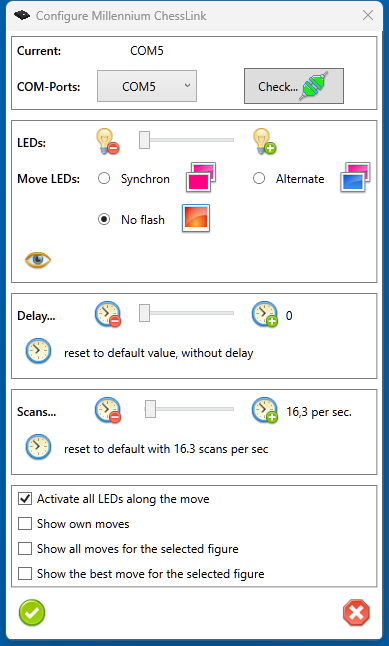 Configure Millennium ChessLink
Current: COM5
COM-Ports: COM5 Check...
LEDs:
Move LEDs: Synchron Alternate
No flash
Delay... 0
reset to default value, without delay
Scans... 16,3 per sec.
reset to default with 16.3 scans per sec
Activate all LEDs along the move
Show own moves
Show all moves for the selected figure
Show the best move for the selected figure